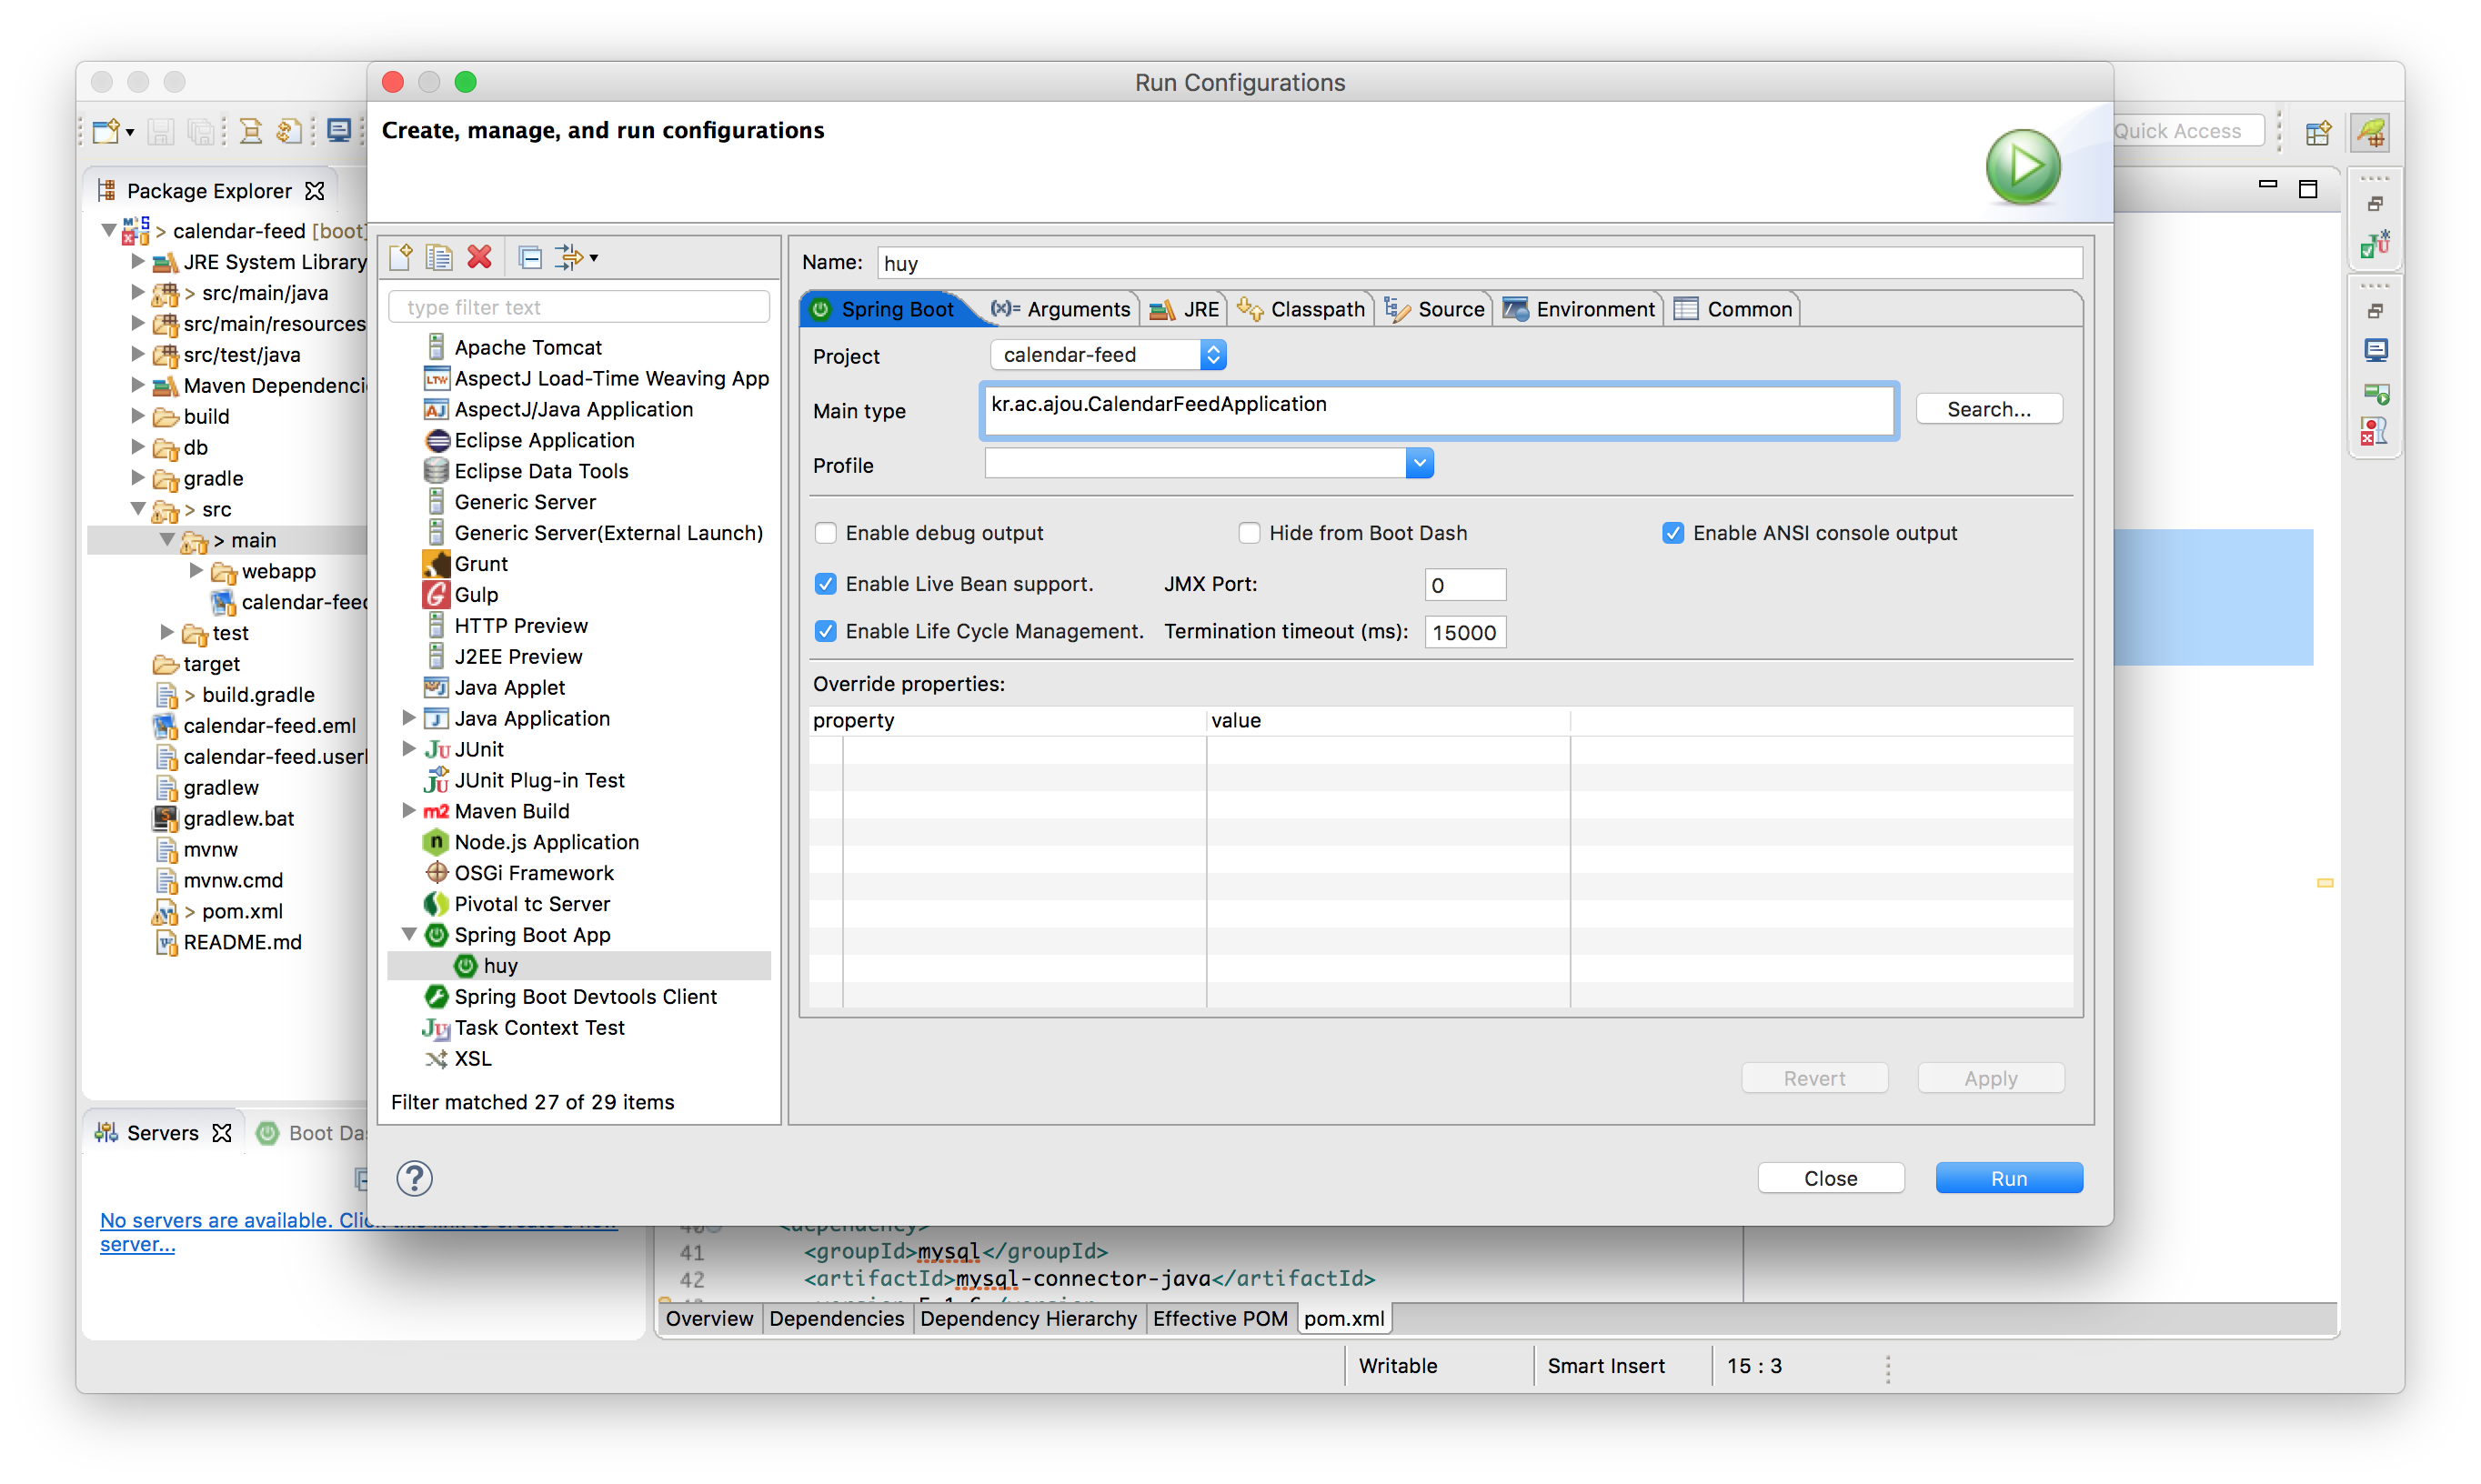 Run Configurations
Create, manage, and run configurations
Quick Access
Package Explorer
> calendar-feed [boot]
JRE System Library
> src/main/java
src/main/resources
src/test/java
Maven Dependenci
build
db
gradle
> src
> main
webapp
calendar-feed
test
target
> build.gradle
calendar-feed.eml
calendar-feed.userl
gradlew
gradlew.bat
mvnw
mvnw.cmd
> pom.xml
README.md
type filter text
Apache Tomcat
AspectJ Load-Time Weaving App
AspectJ/Java Application
Eclipse Application
Eclipse Data Tools
Generic Server
Generic Server(External Launch)
Grunt
Gulp
HTTP Preview
J2EE Preview
Java Applet
Java Application
JUnit
JUnit Plug-in Test
Maven Build
Node.js Application
OSGi Framework
Pivotal tc Server
Spring Boot App
huy
Spring Boot Devtools Client
Task Context Test
XSL
Filter matched 27 of 29 items
Name: huy
Spring Boot (x)= Arguments JRE Classpath Source Environment Common
Project calendar-feed
Main type kr.ac.ajou.CalendarFeedApplication Search...
Profile
Enable debug output Hide from Boot Dash Enable ANSI console output
Enable Live Bean support. JMX Port: 0
Enable Life Cycle Management. Termination timeout (ms): 15000
Override properties:
property value
Revert Apply
Close Run
Servers Boot Da
No servers are available. Click this link to create a new
server...
40 <dependency>
41 <groupId>mysql</groupId>
42 <artifactId>mysql-connector-java</artifactId>
Overview Dependencies Dependency Hierarchy Effective POM pom.xml
Writable Smart Insert 15 : 3